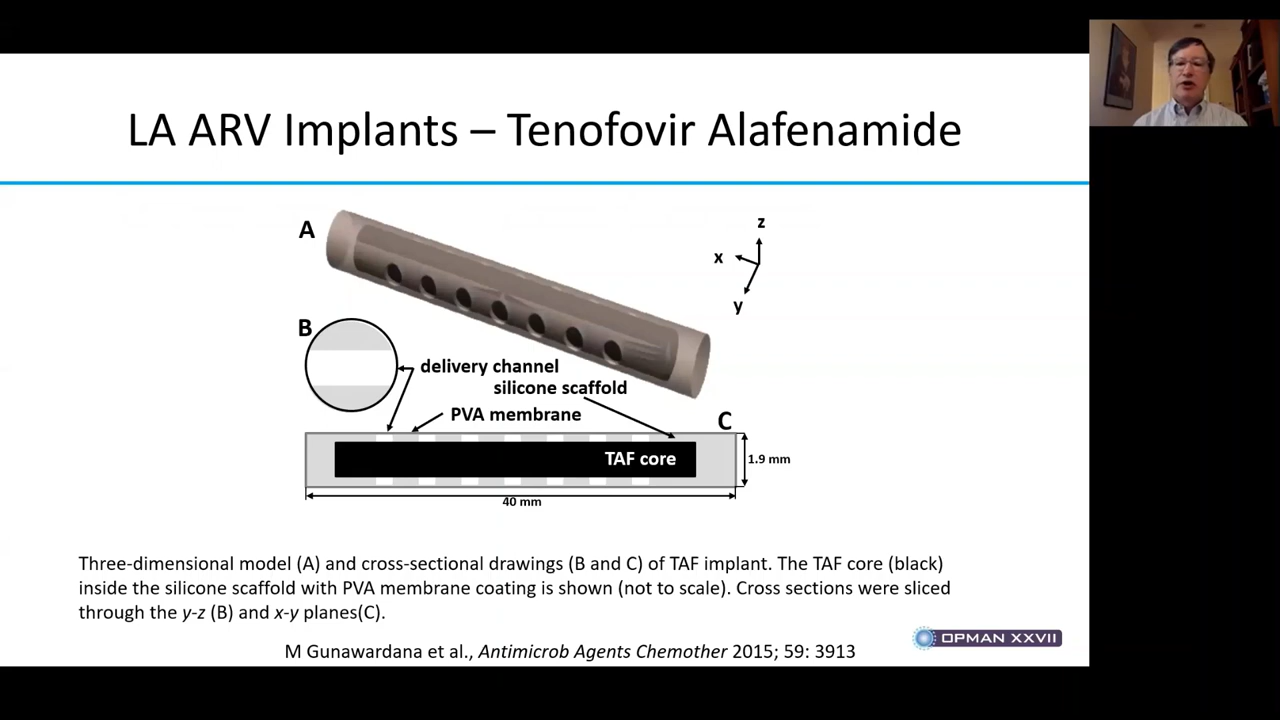 LA ARV Implants – Tenofovir Alafenamide
A
z
x
y
B
delivery channel
silicone scaffold
PVA membrane
C
TAF core
1.9 mm
40 mm
Three-dimensional model (A) and cross-sectional drawings (B and C) of TAF implant. The TAF core (black)
inside the silicone scaffold with PVA membrane coating is shown (not to scale). Cross sections were sliced
through the y-z (B) and x-y planes(C).
OPMAN XXVII
M Gunawardana et al., Antimicrob Agents Chemother 2015; 59: 3913